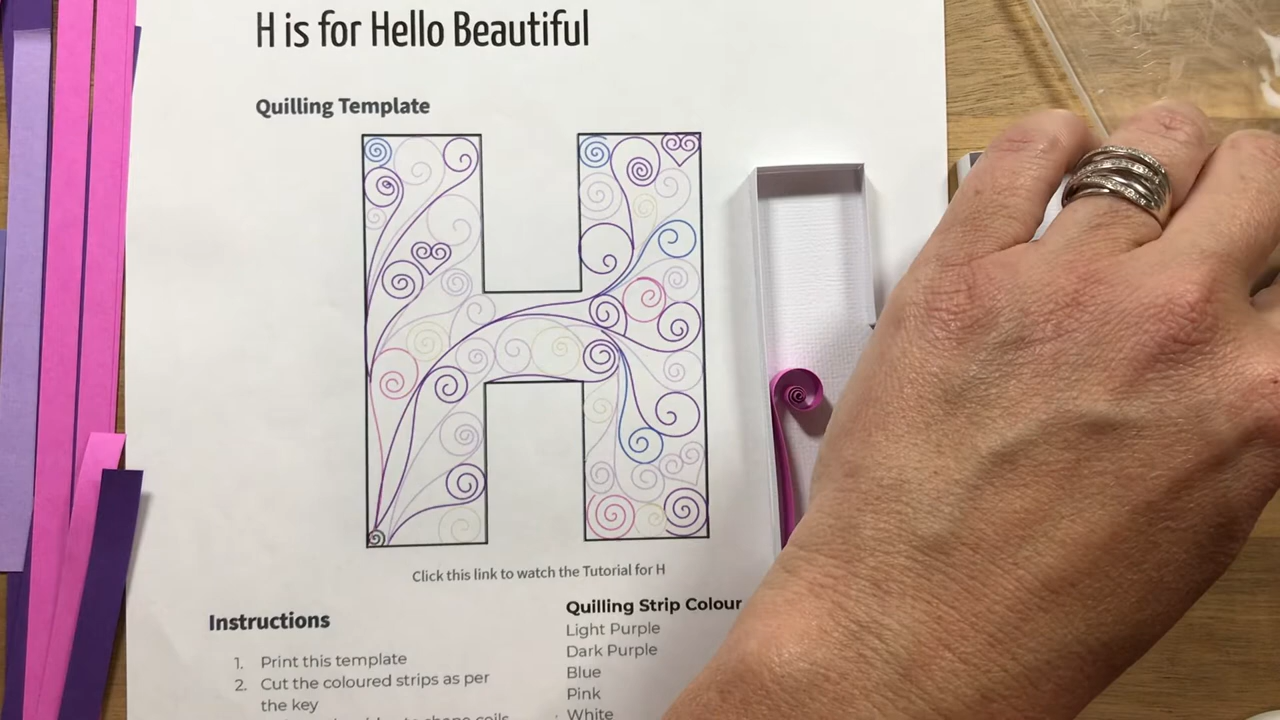 H is for Hello Beautiful
Quilling Template
Click this link to watch the Tutorial for H
Instructions
1. Print this template
2. Cut the coloured strips as per
the key
Quilling Strip Colour
Light Purple
Dark Purple
Blue
Pink
White